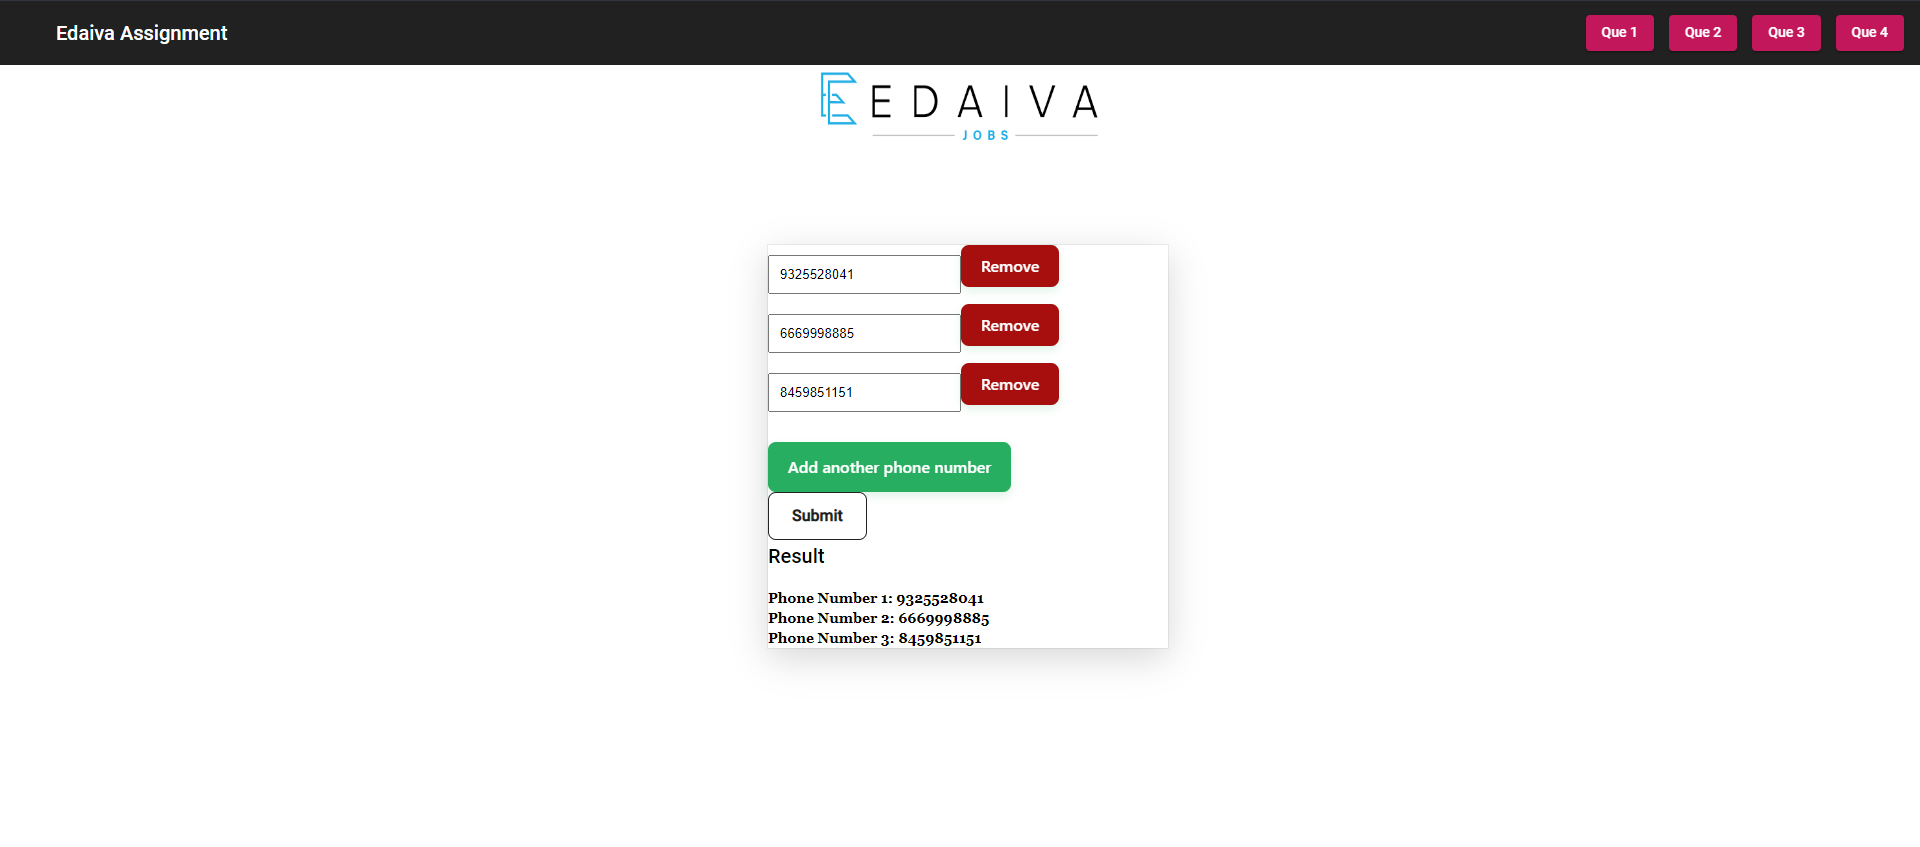 Edaiva Assignment Que 1 Que 2 Que 3 Que 4
EDAIVA
JOBS
9325528041 Remove
6669998885 Remove
8459851151 Remove
Add another phone number
Submit
Result
Phone Number 1: 9325528041
Phone Number 2: 6669998885
Phone Number 3: 8459851151